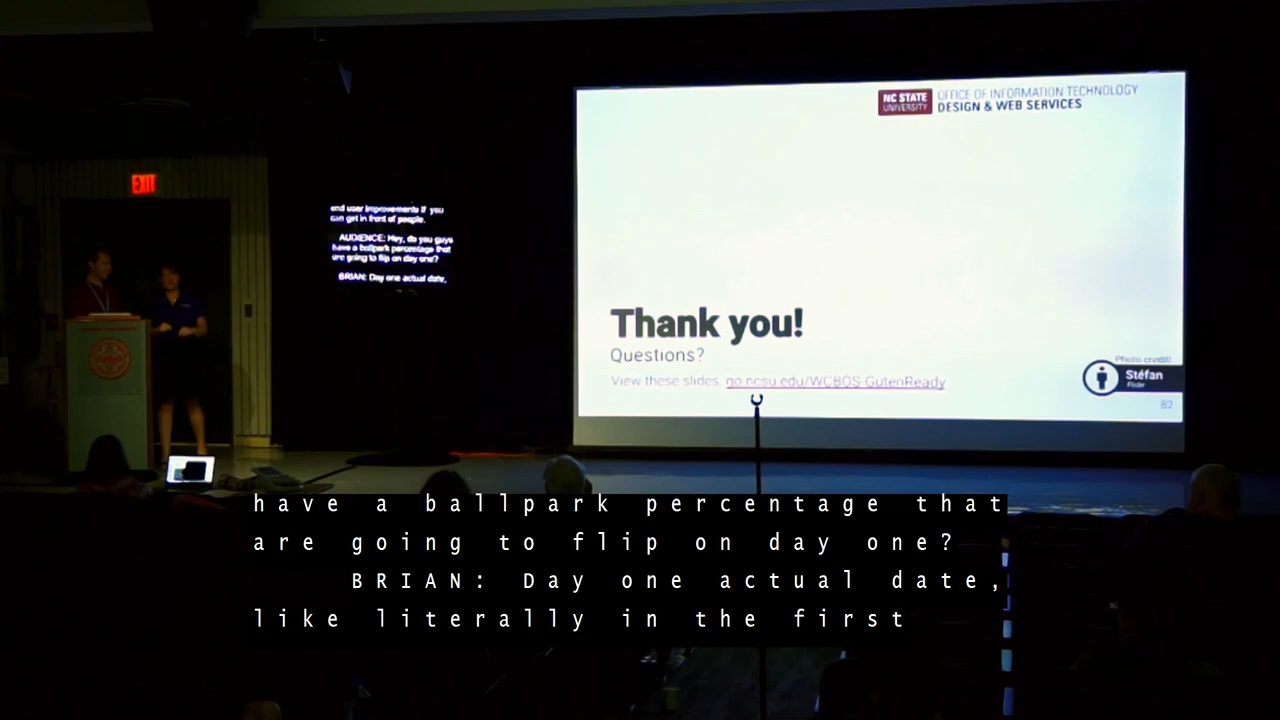 NC STATE
UNIVERSITY
OFFICE OF INFORMATION TECHNOLOGY
DESIGN & WEB SERVICES
EXIT
end user improvements if you
can get in front of people.
AUDIENCE: Hey, do you guys
have a ballpark percentage that
are going to flip on day one?
BRIAN: Day one actual date,
Thank you!
Questions?
View these slides: go.ncsu.edu/WCBOS-GutenReady
Photo credit:
Stéfan
Flickr
82
have a ballpark percentage that
are going to flip on day one?
BRIAN: Day one actual date,
like literally in the first